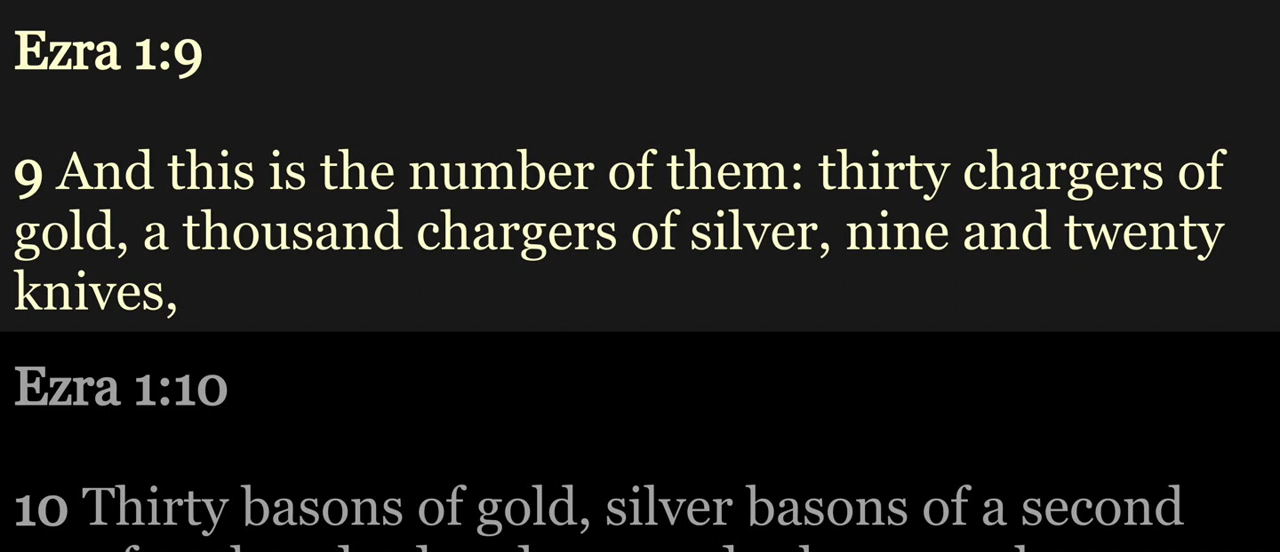 Ezra 1:9
9 And this is the number of them: thirty chargers of
gold, a thousand chargers of silver, nine and twenty
knives,
Ezra 1:10
10 Thirty basons of gold, silver basons of a second